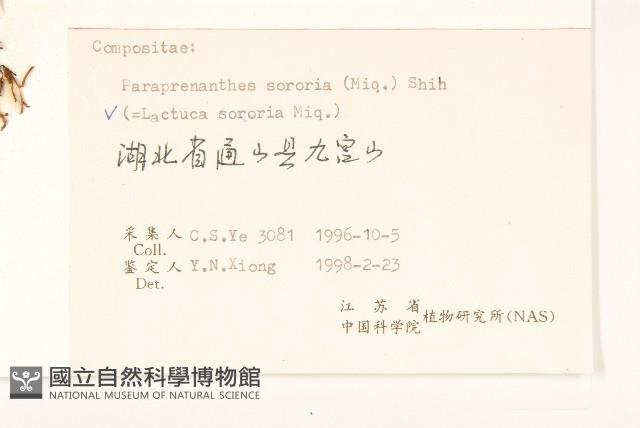 Compositae:
Paraprenanthes sororia (Miq.) Shih
✓(=Lactuca sororia Miq.)
湖北省通山县九宫山
采集人 C.S.Ye 3081 1996-10-5
Coll.
鉴定人 Y.N.Xiong 1998-2-23
Det.
江苏省
中国科学院 植物研究所(NAS)
國立自然科學博物館
NATIONAL MUSEUM OF NATURAL SCIENCE